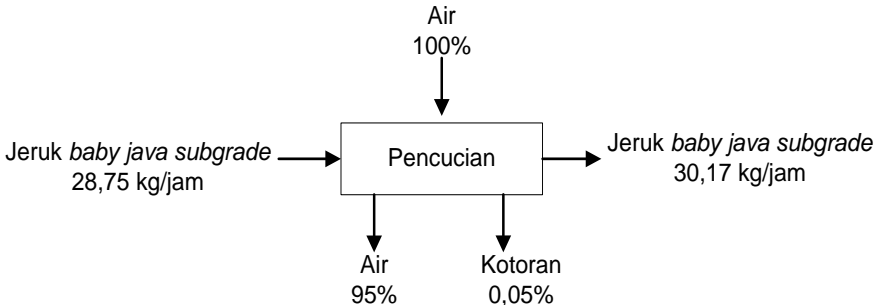 Air
100%
Jeruk baby java subgrade
28,75 kg/jam
Pencucian
Jeruk baby java subgrade
30,17 kg/jam
Air
95%
Kotoran
0,05%